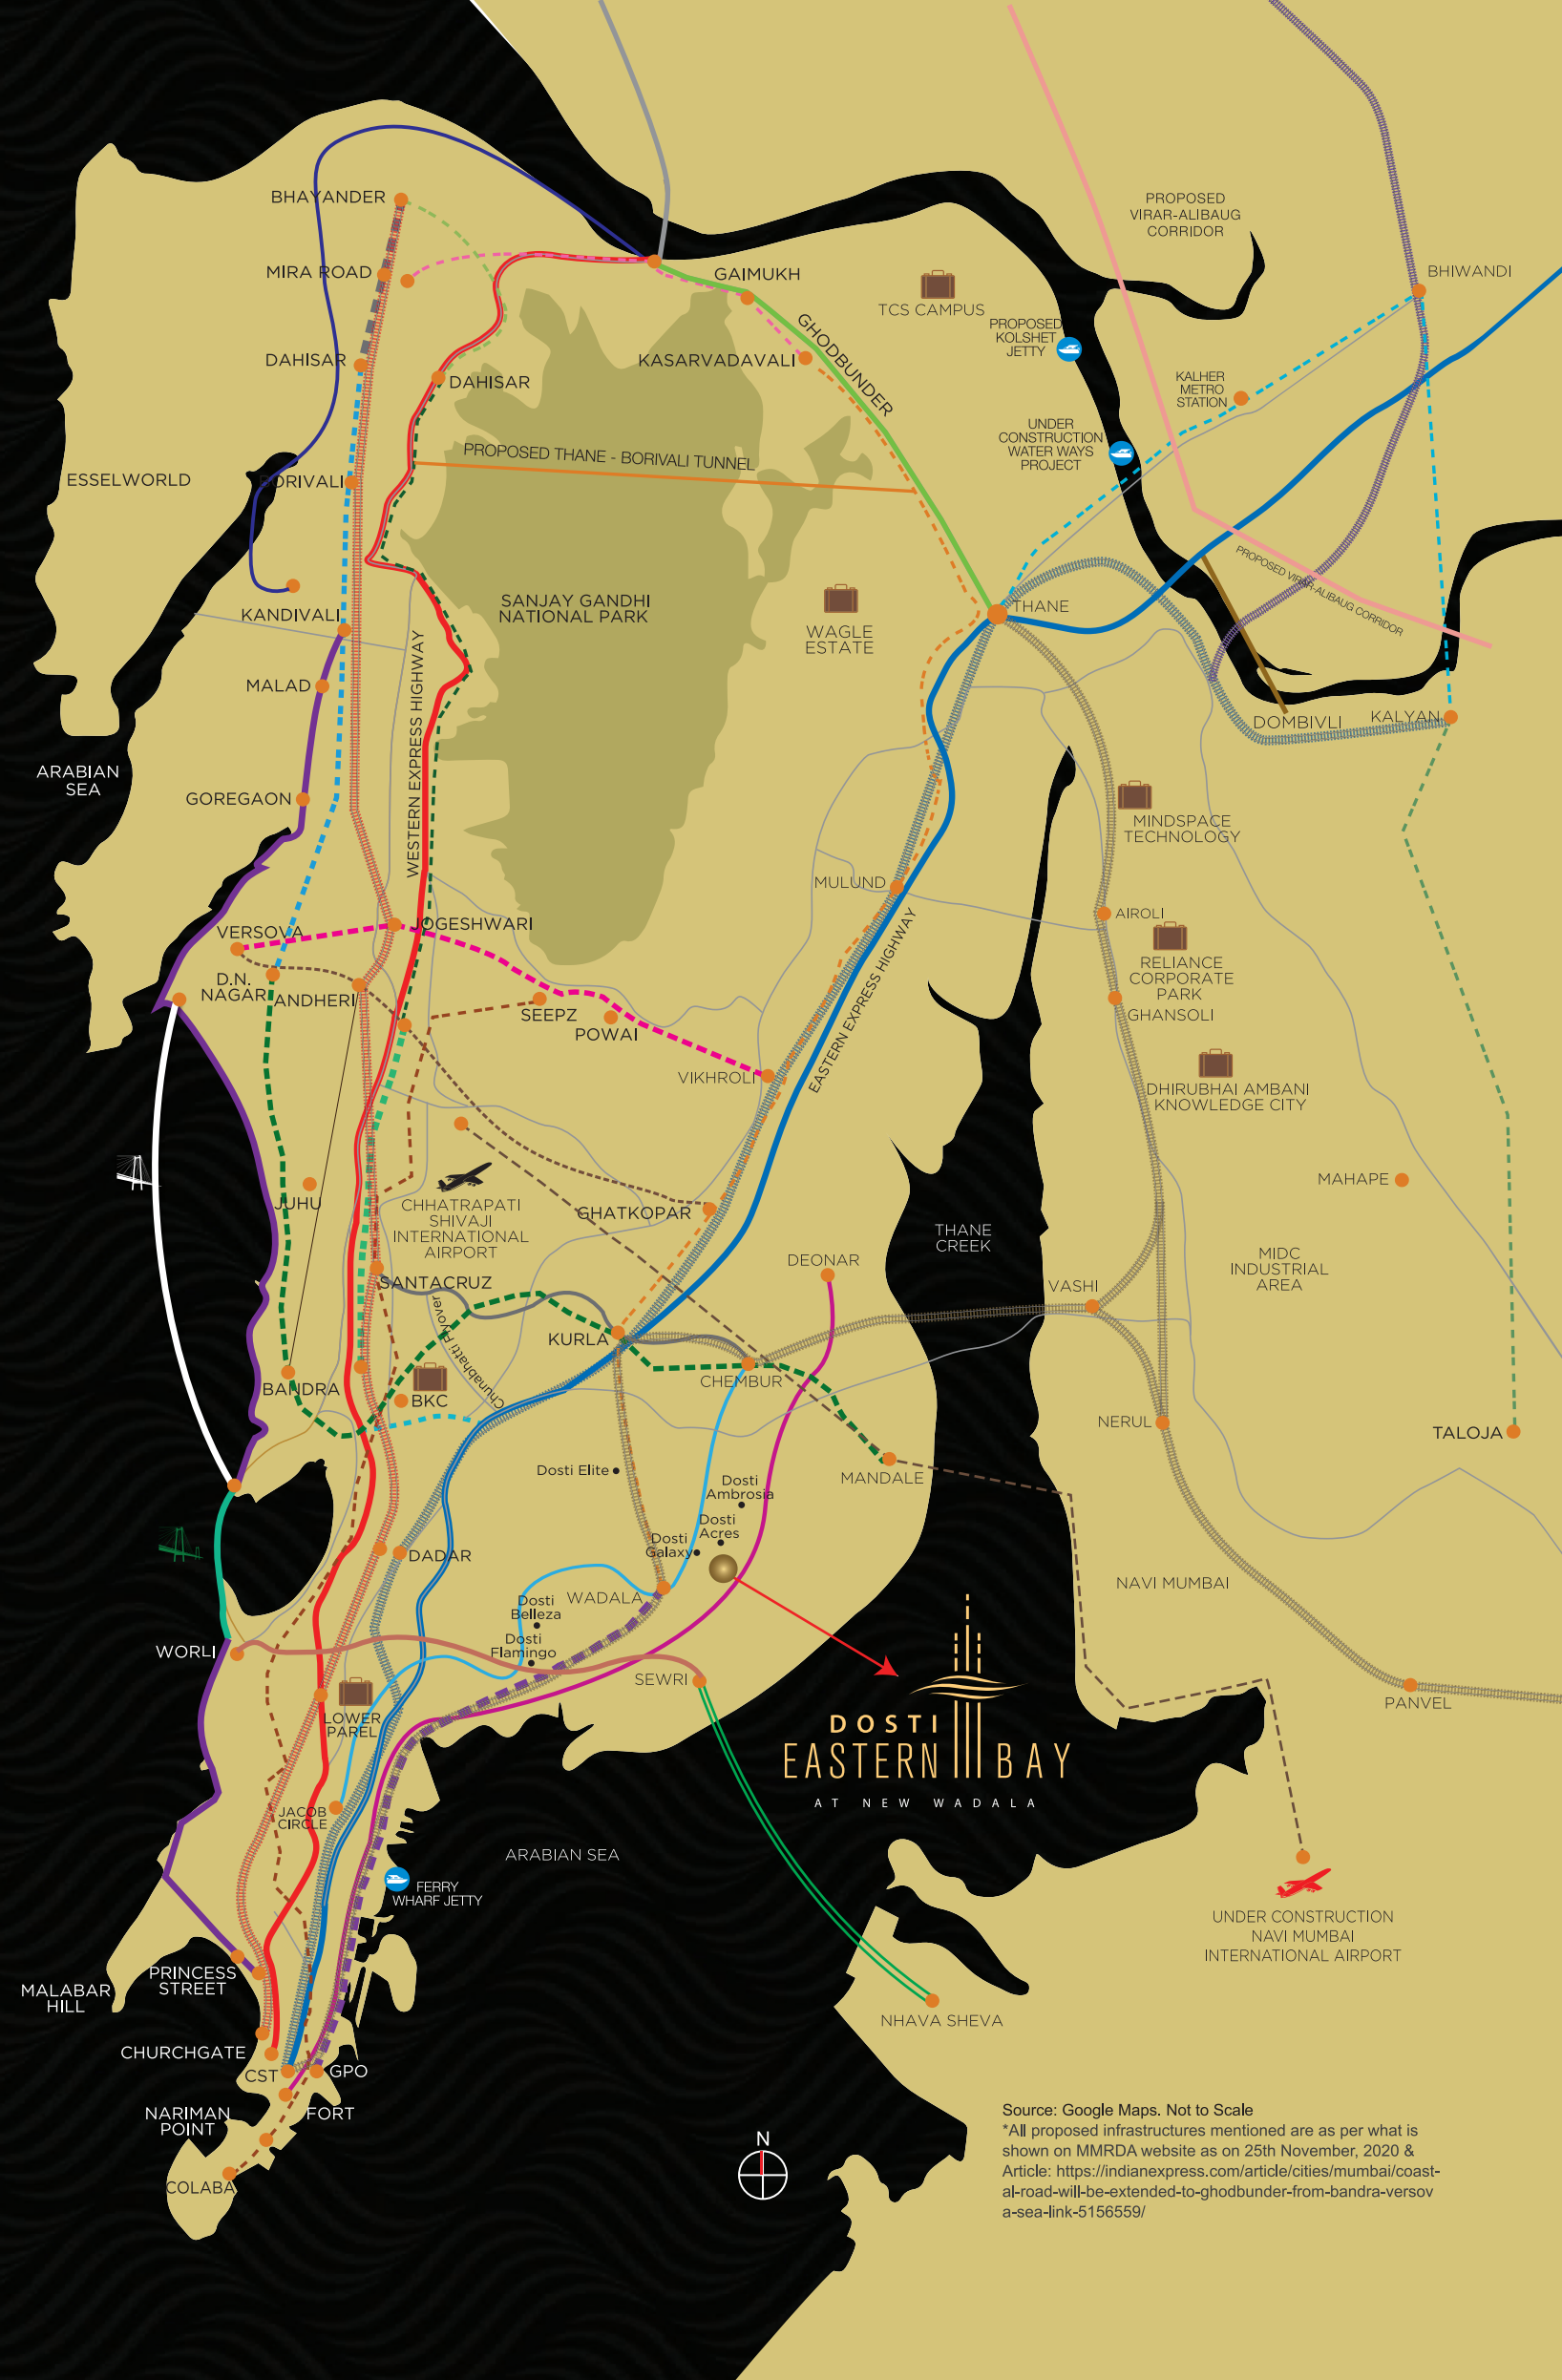 BHAYANDER
PROPOSED
VIRAR-ALIBAUG
CORRIDOR
MIRA ROAD
GAIMUKH
BHIWANDI
TCS CAMPUS
PROPOSED
KOLSHET
JETTY
GHODBUNDER
DAHISAR
DAHISAR
KASARVADAVALI
KALHER
METRO
STATION
UNDER
CONSTRUCTION
WATER WAYS
PROJECT
PROPOSED THANE - BORIVALI TUNNEL
ESSELWORLD
BORIVALI
PROPOSED VIRAR-ALIBAUG CORRIDOR
SANJAY GANDHI
NATIONAL PARK
KANDIVALI
THANE
WAGLE
ESTATE
WESTERN EXPRESS HIGHWAY
MALAD
DOMBIVLI
KALYAN
ARABIAN
SEA
GOREGAON
MINDSPACE
TECHNOLOGY
MULUND
EASTERN EXPRESS HIGHWAY
AIROLI
VERSOVA
JOGESHWARI
RELIANCE
CORPORATE
PARK
D.N.
NAGAR
ANDHERI
SEEPZ
POWAI
GHANSOLI
VIKHROLI
DHIRUBHAI AMBANI
KNOWLEDGE CITY
JUHU
CHHATRAPATI
SHIVAJI
INTERNATIONAL
AIRPORT
GHATKOPAR
MAHAPE
THANE
CREEK
DEONAR
MIDC
INDUSTRIAL
AREA
SANTACRUZ
VASHI
Chunabhatti Flyover
KURLA
BANDRA
BKC
CHEMBUR
NERUL
TALOJA
Dosti Elite
MANDALE
Dosti
Ambrosia
Dosti
Acres
Dosti
Galaxy
DADAR
WADALA
NAVI MUMBAI
Dosti
Belleza
Dosti
Flamingo
WORLI
SEWRI
PANVEL
LOWER
PAREL
DOSTI
EASTERN BAY
AT NEW WADALA
JACOB
CIRCLE
ARABIAN SEA
FERRY
WHARF JETTY
UNDER CONSTRUCTION
NAVI MUMBAI
INTERNATIONAL AIRPORT
PRINCESS
STREET
MALABAR
HILL
NHAVA SHEVA
CHURCHGATE
CST
GPO
NARIMAN
POINT
FORT
COLABA
N
Source: Google Maps. Not to Scale
*All proposed infrastructures mentioned are as per what is
shown on MMRDA website as on 25th November, 2020 &
Article: https://indianexpress.com/article/cities/mumbai/coast-
al-road-will-be-extended-to-ghodbunder-from-bandra-versov
a-sea-link-5156559/